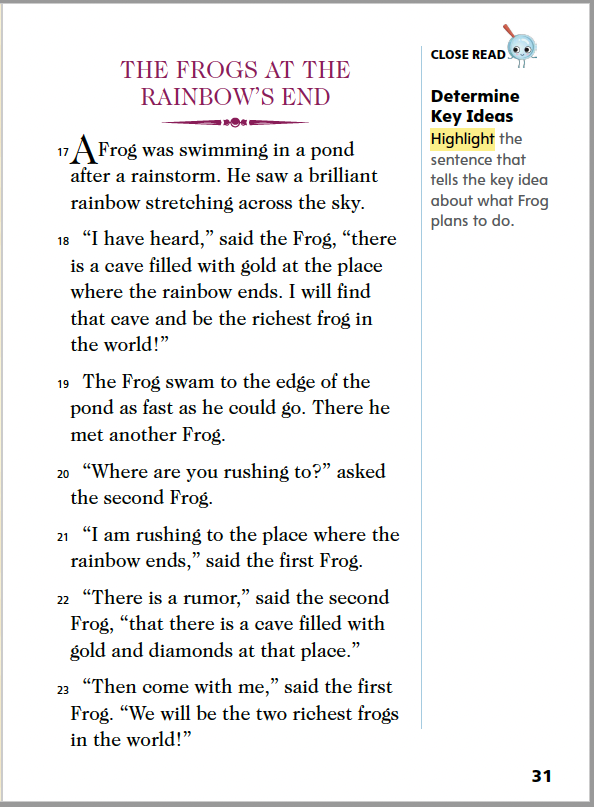 THE FROGS AT THE
RAINBOW'S END
17 A Frog was swimming in a pond
after a rainstorm. He saw a brilliant
rainbow stretching across the sky.
18 “I have heard,” said the Frog, “there
is a cave filled with gold at the place
where the rainbow ends. I will find
that cave and be the richest frog in
the world!”
19 The Frog swam to the edge of the
pond as fast as he could go. There he
met another Frog.
20 “Where are you rushing to?” asked
the second Frog.
21 “I am rushing to the place where the
rainbow ends,” said the first Frog.
22 “There is a rumor,” said the second
Frog, “that there is a cave filled with
gold and diamonds at that place.”
23 “Then come with me,” said the first
Frog. “We will be the two richest frogs
in the world!”
CLOSE READ
Determine
Key Ideas
Highlight the
sentence that
tells the key idea
about what Frog
plans to do.
31